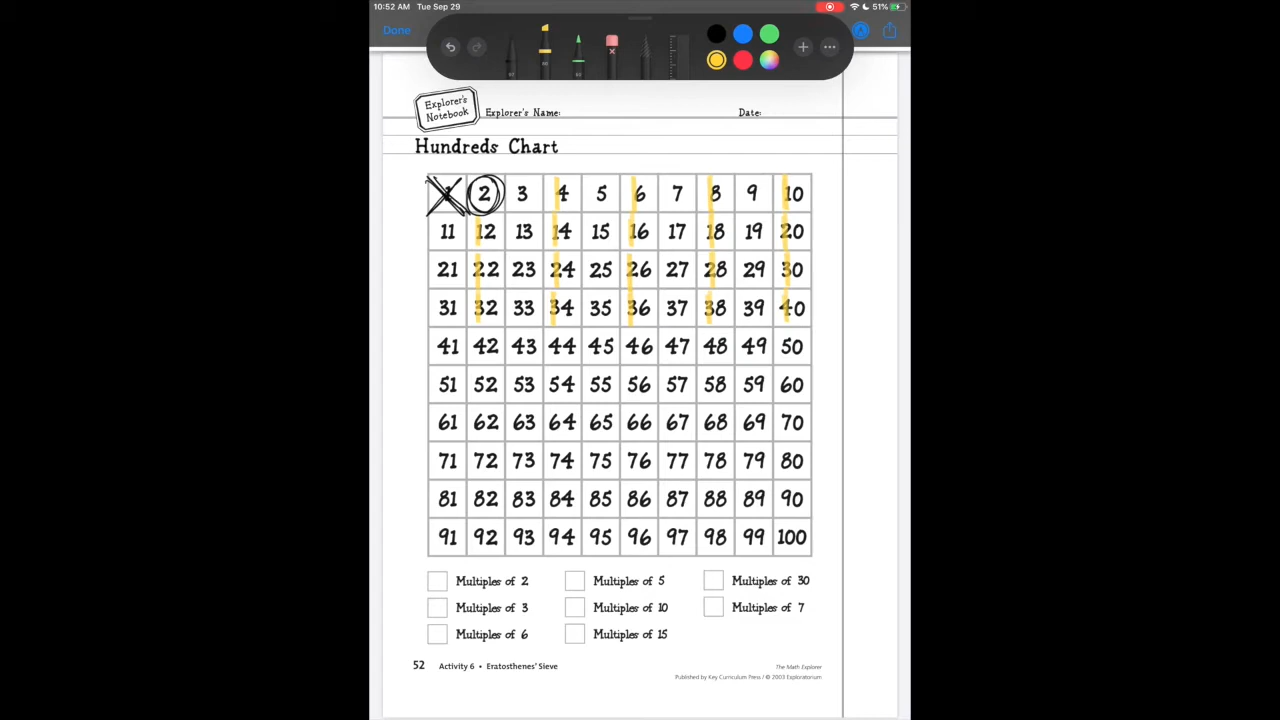 10:52 AM Tue Sep 29 51%
Done
Explorer's
Notebook
Explorer's Name: Date:
Hundreds Chart
1 2 3 4 5 6 7 8 9 10
11 12 13 14 15 16 17 18 19 20
21 22 23 24 25 26 27 28 29 30
31 32 33 34 35 36 37 38 39 40
41 42 43 44 45 46 47 48 49 50
51 52 53 54 55 56 57 58 59 60
61 62 63 64 65 66 67 68 69 70
71 72 73 74 75 76 77 78 79 80
81 82 83 84 85 86 87 88 89 90
91 92 93 94 95 96 97 98 99 100
Multiples of 2 Multiples of 5 Multiples of 30
Multiples of 3 Multiples of 10 Multiples of 7
Multiples of 6 Multiples of 15
52 Activity 6 • Eratosthenes' Sieve The Math Explorer
Published by Key Curriculum Press / © 2003 Exploratorium